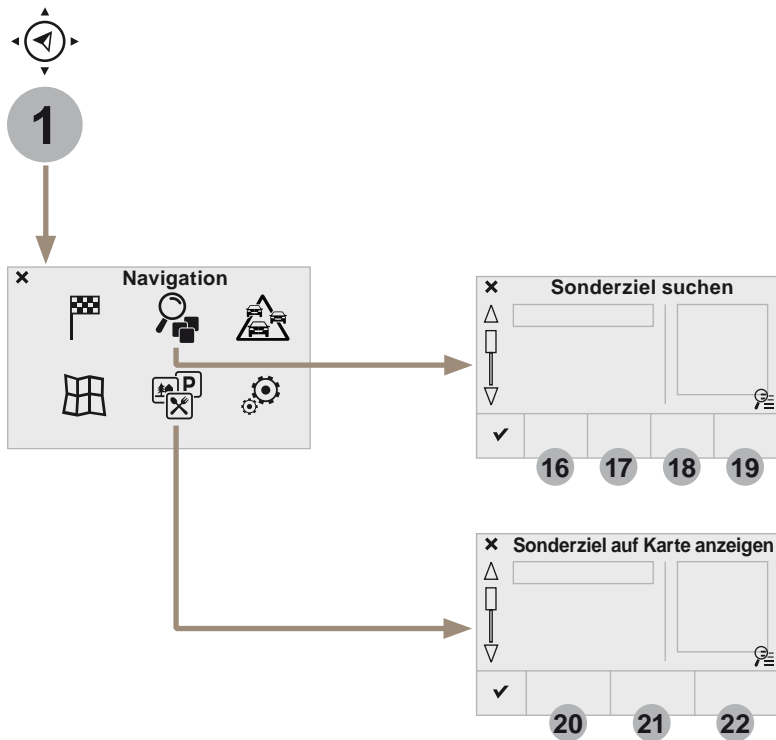 1
Navigation
P
Sonderziel suchen
16 17 18 19
Sonderziel auf Karte anzeigen
20 21 22